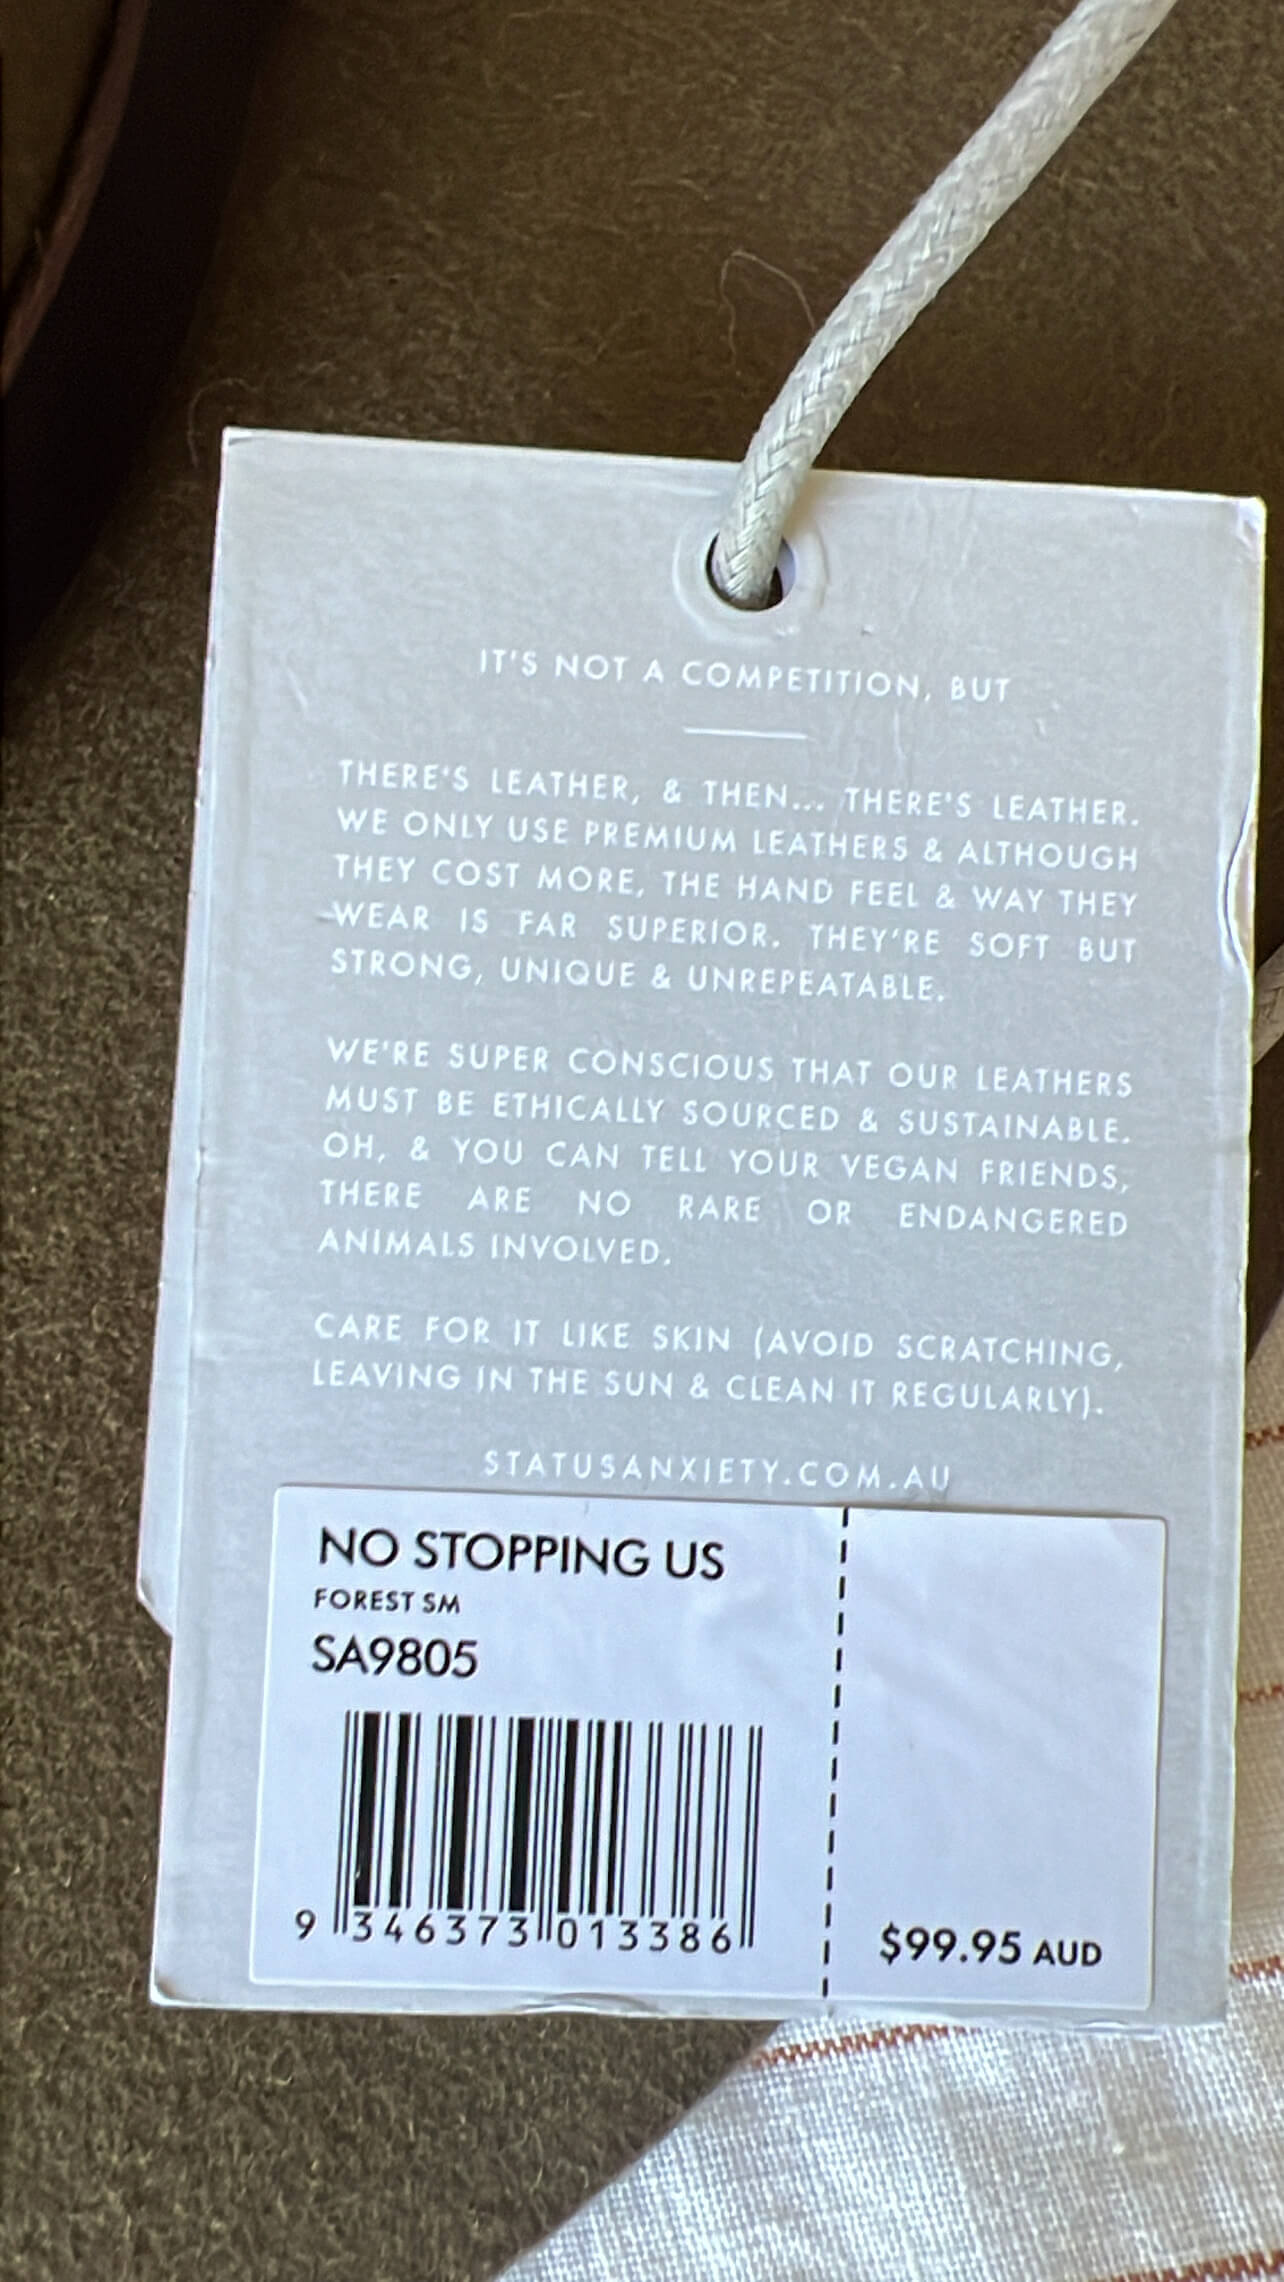 IT'S NOT A COMPETITION, BUT
THERE'S LEATHER, & THEN... THERE'S LEATHER.
WE ONLY USE PREMIUM LEATHERS & ALTHOUGH
THEY COST MORE, THE HAND FEEL & WAY THEY
WEAR IS FAR SUPERIOR. THEY'RE SOFT BUT
STRONG, UNIQUE & UNREPEATABLE.
WE'RE SUPER CONSCIOUS THAT OUR LEATHERS
MUST BE ETHICALLY SOURCED & SUSTAINABLE.
OH, & YOU CAN TELL YOUR VEGAN FRIENDS,
THERE ARE NO RARE OR ENDANGERED
ANIMALS INVOLVED.
CARE FOR IT LIKE SKIN (AVOID SCRATCHING,
LEAVING IN THE SUN & CLEAN IT REGULARLY).
STATUSANXIETY.COM.AU
NO STOPPING US
FOREST SM
SA9805
9 346373 013386
$99.95 AUD